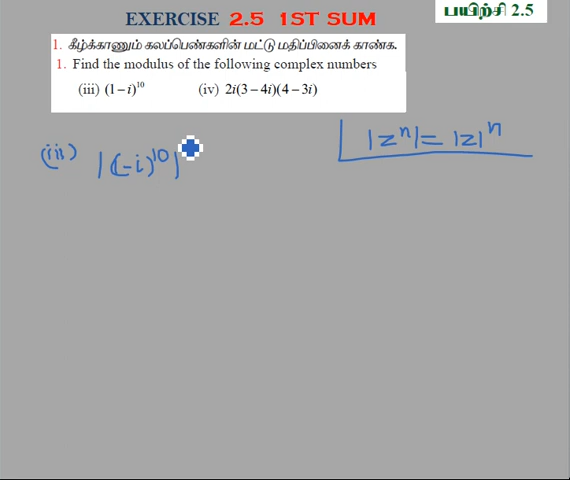 EXERCISE 2.5 1ST SUM
பயிற்சி 2.5
1. கீழ்க்காணும் கலப்பெண்களின் மட்டு மதிப்பினைக் காண்க.
1. Find the modulus of the following complex numbers
(iii) (1 – i)¹⁰ (iv) 2i(3 – 4i)(4 – 3i)
|zⁿ| = |z|ⁿ
(iii) |(-i)¹⁰|